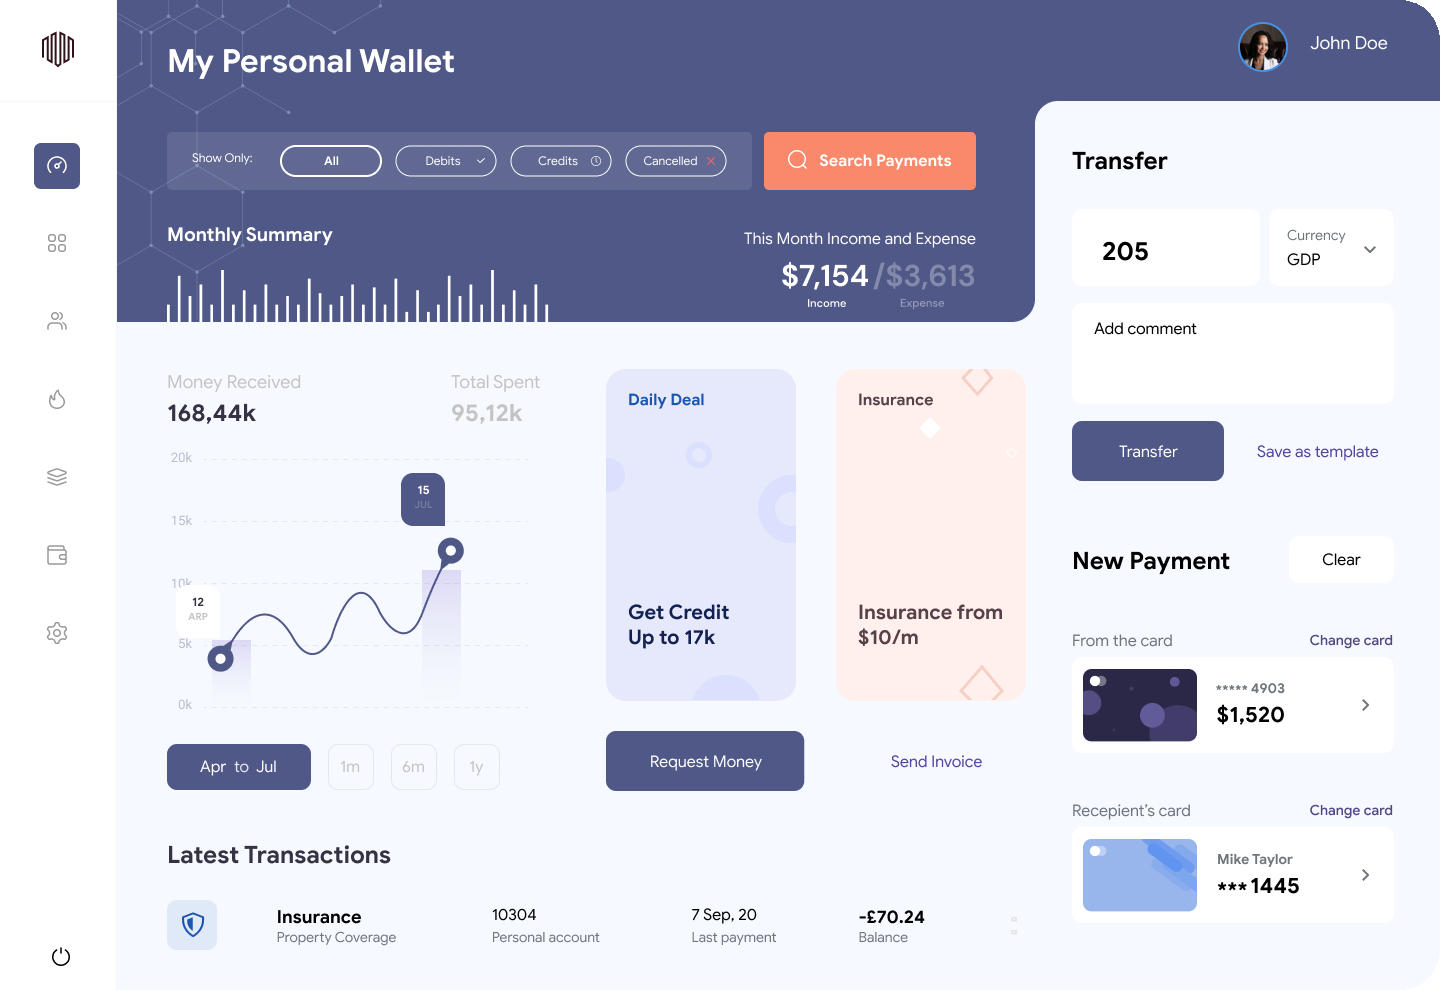 My Personal Wallet
John Doe
Show Only:
All
Debits
Credits
Cancelled
Search Payments
Monthly Summary
This Month Income and Expense
$7,154 /$3,613
Income
Expense
Money Received
168,44k
Total Spent
95,12k
20k
15k
10k
5k
0k
15
JUL
12
ARP
Apr to Jul
1m
6m
1y
Daily Deal
Get Credit
Up to 17k
Insurance
Insurance from
$10/m
Request Money
Send Invoice
Latest Transactions
Insurance
Property Coverage
10304
Personal account
7 Sep, 20
Last payment
-£70.24
Balance
Transfer
205
Currency
GDP
Add comment
Transfer
Save as template
New Payment
Clear
From the card
Change card
***** 4903
$1,520
Recepient’s card
Change card
Mike Taylor
*** 1445